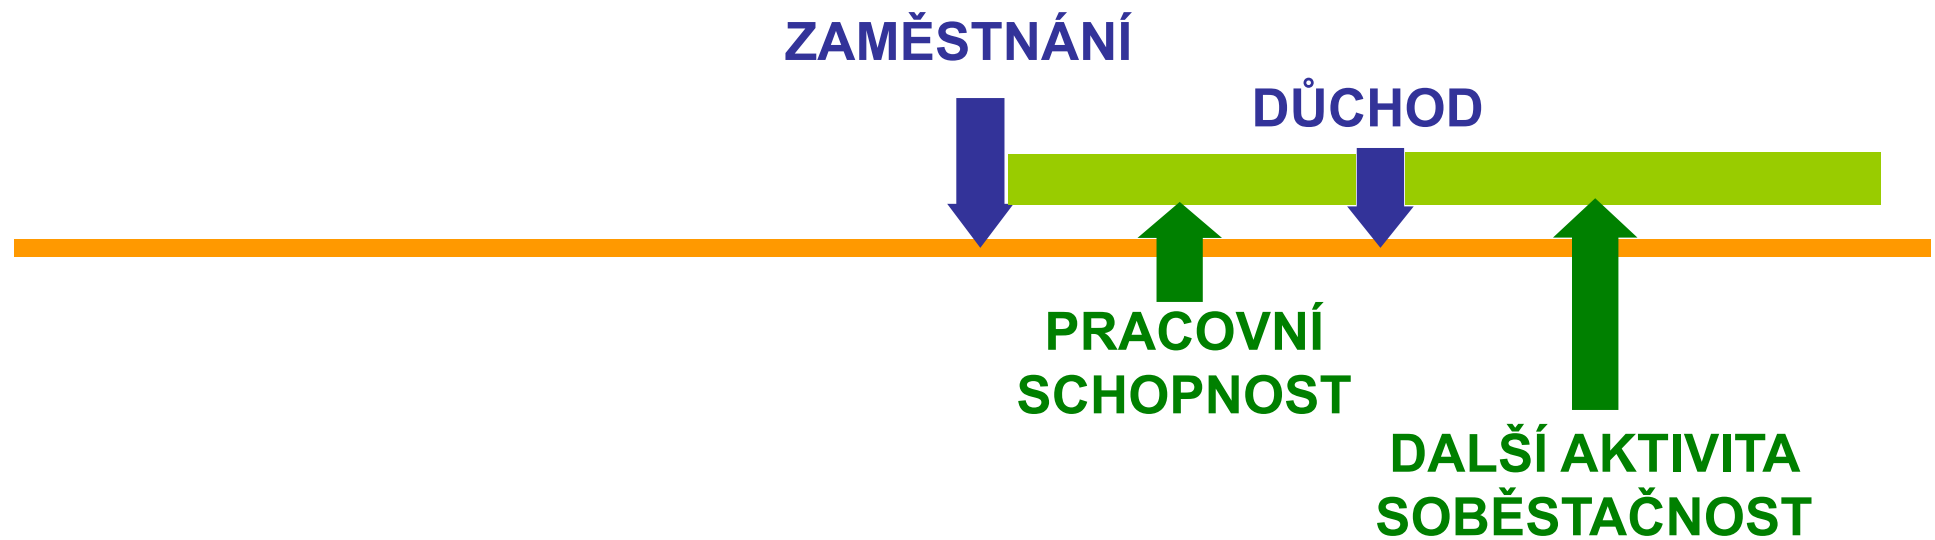 ZAMĚSTNÁNÍ
DŮCHOD
PRACOVNÍ
SCHOPNOST
DALŠÍ AKTIVITA
SOBĚSTAČNOST